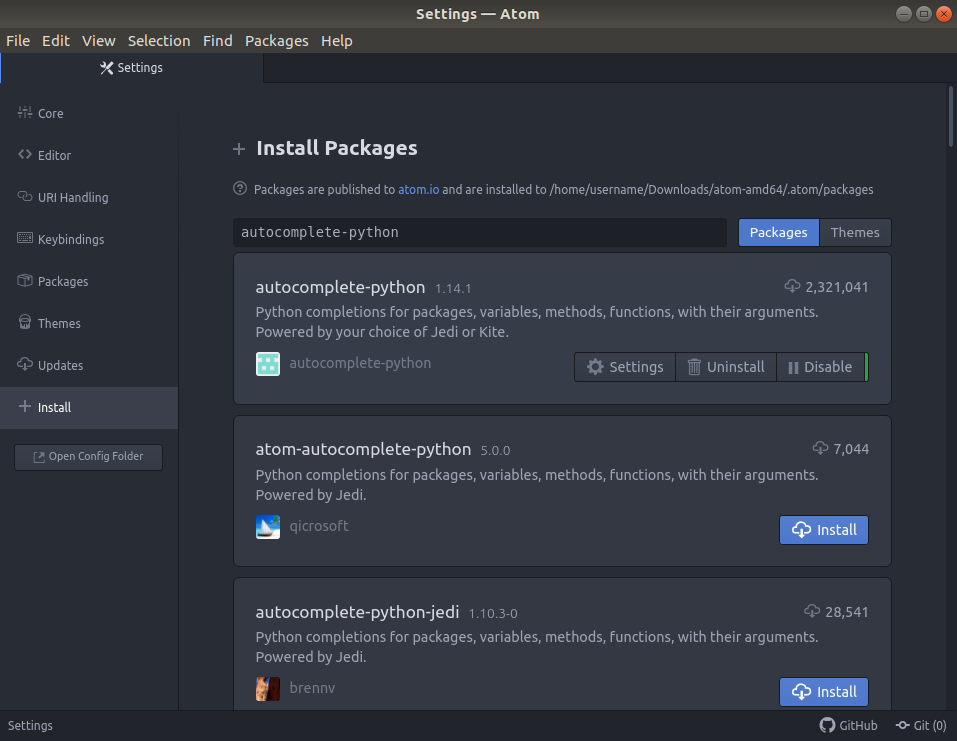 Settings — Atom
File Edit View Selection Find Packages Help
Settings
Core
Editor
URI Handling
Keybindings
Packages
Themes
Updates
Install
Open Config Folder
Install Packages
Packages are published to atom.io and are installed to /home/username/Downloads/atom-amd64/.atom/packages
autocomplete-python
Packages Themes
autocomplete-python 1.14.1 2,321,041
Python completions for packages, variables, methods, functions, with their arguments.
Powered by your choice of Jedi or Kite.
autocomplete-python Settings Uninstall Disable
atom-autocomplete-python 5.0.0 7,044
Python completions for packages, variables, methods, functions, with their arguments.
Powered by Jedi.
qicrosoft Install
autocomplete-python-jedi 1.10.3-0 28,541
Python completions for packages, variables, methods, functions, with their arguments.
Powered by Jedi.
brennv Install
Settings GitHub Git (0)